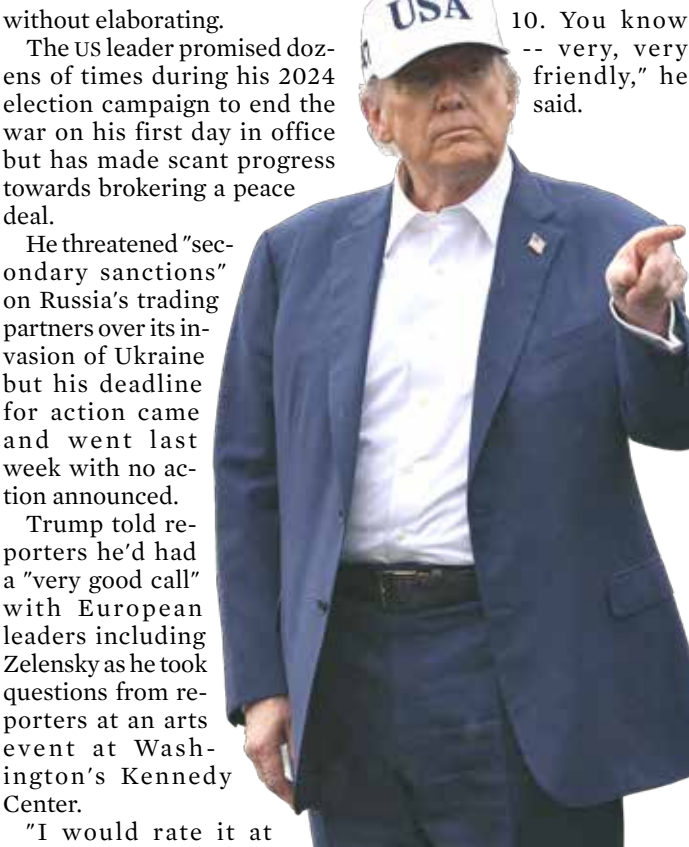 without elaborating.
The US leader promised doz-
ens of times during his 2024
election campaign to end the
war on his first day in office
but has made scant progress
towards brokering a peace
deal.
He threatened "sec-
ondary sanctions"
on Russia's trading
partners over its in-
vasion of Ukraine
but his deadline
for action came
and went last
week with no ac-
tion announced.
Trump told re-
porters he'd had
a "very good call"
with European
leaders including
Zelensky as he took
questions from re-
porters at an arts
event at Wash-
ington's Kennedy
Center.
"I would rate it at
10. You know
-- very, very
friendly," he
said.
USA